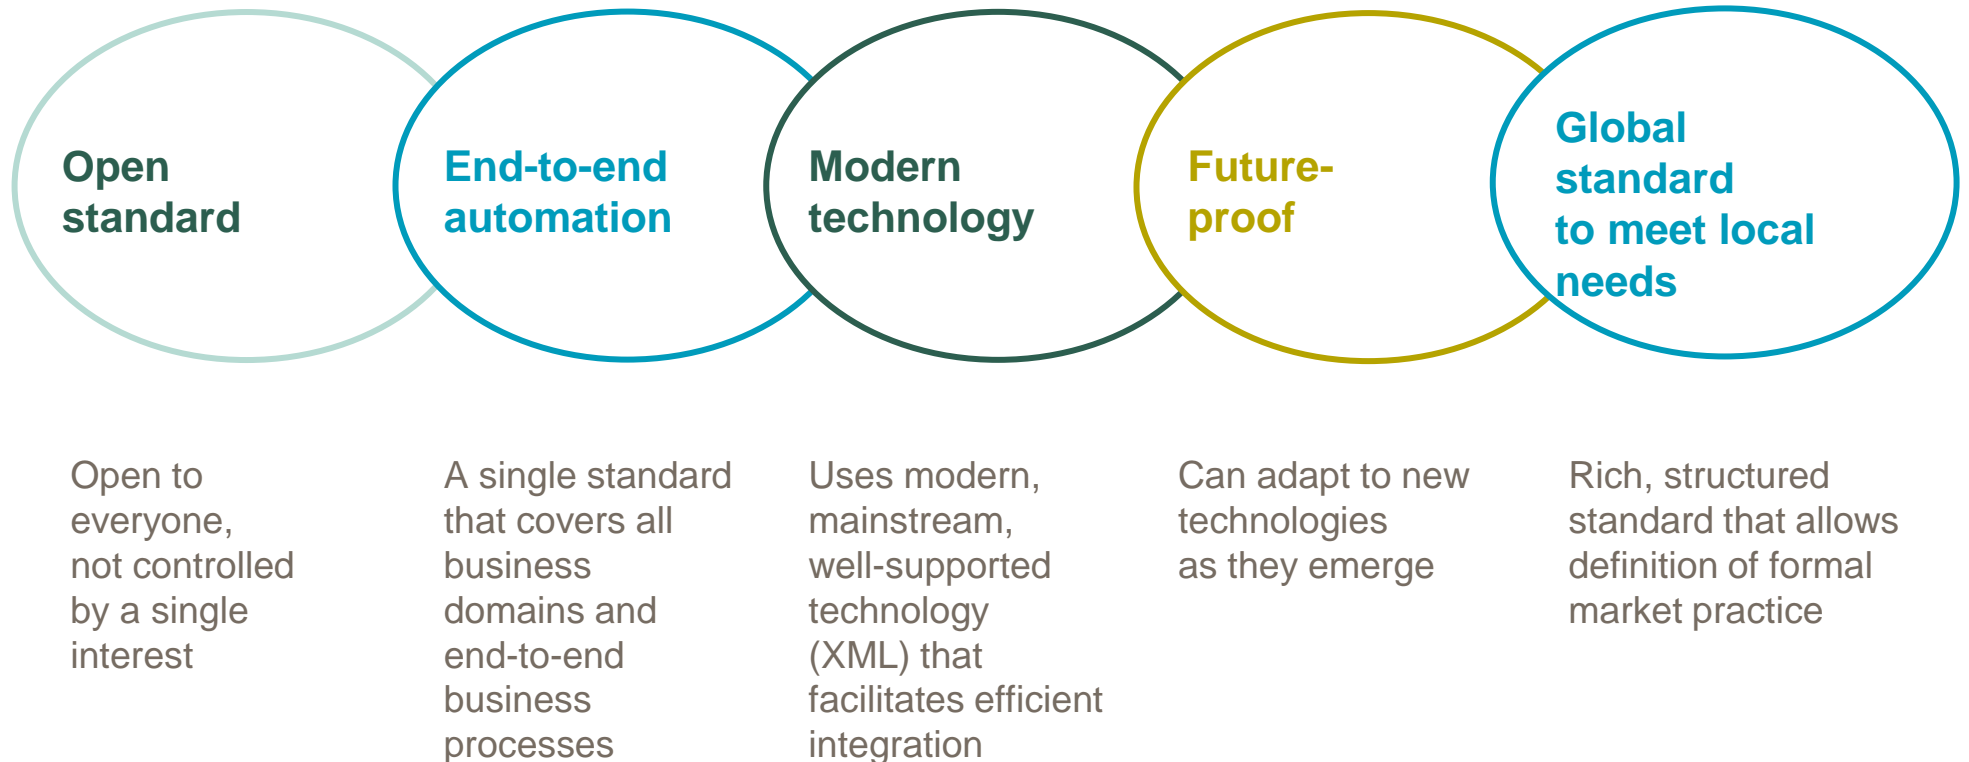 Open
standard
End-to-end
automation
Modern
technology
Future-
proof
Global
standard
to meet local
needs
Open to
everyone,
not controlled
by a single
interest
A single standard
that covers all
business
domains and
end-to-end
business
processes
Uses modern,
mainstream,
well-supported
technology
(XML) that
facilitates efficient
integration
Can adapt to new
technologies
as they emerge
Rich, structured
standard that allows
definition of formal
market practice